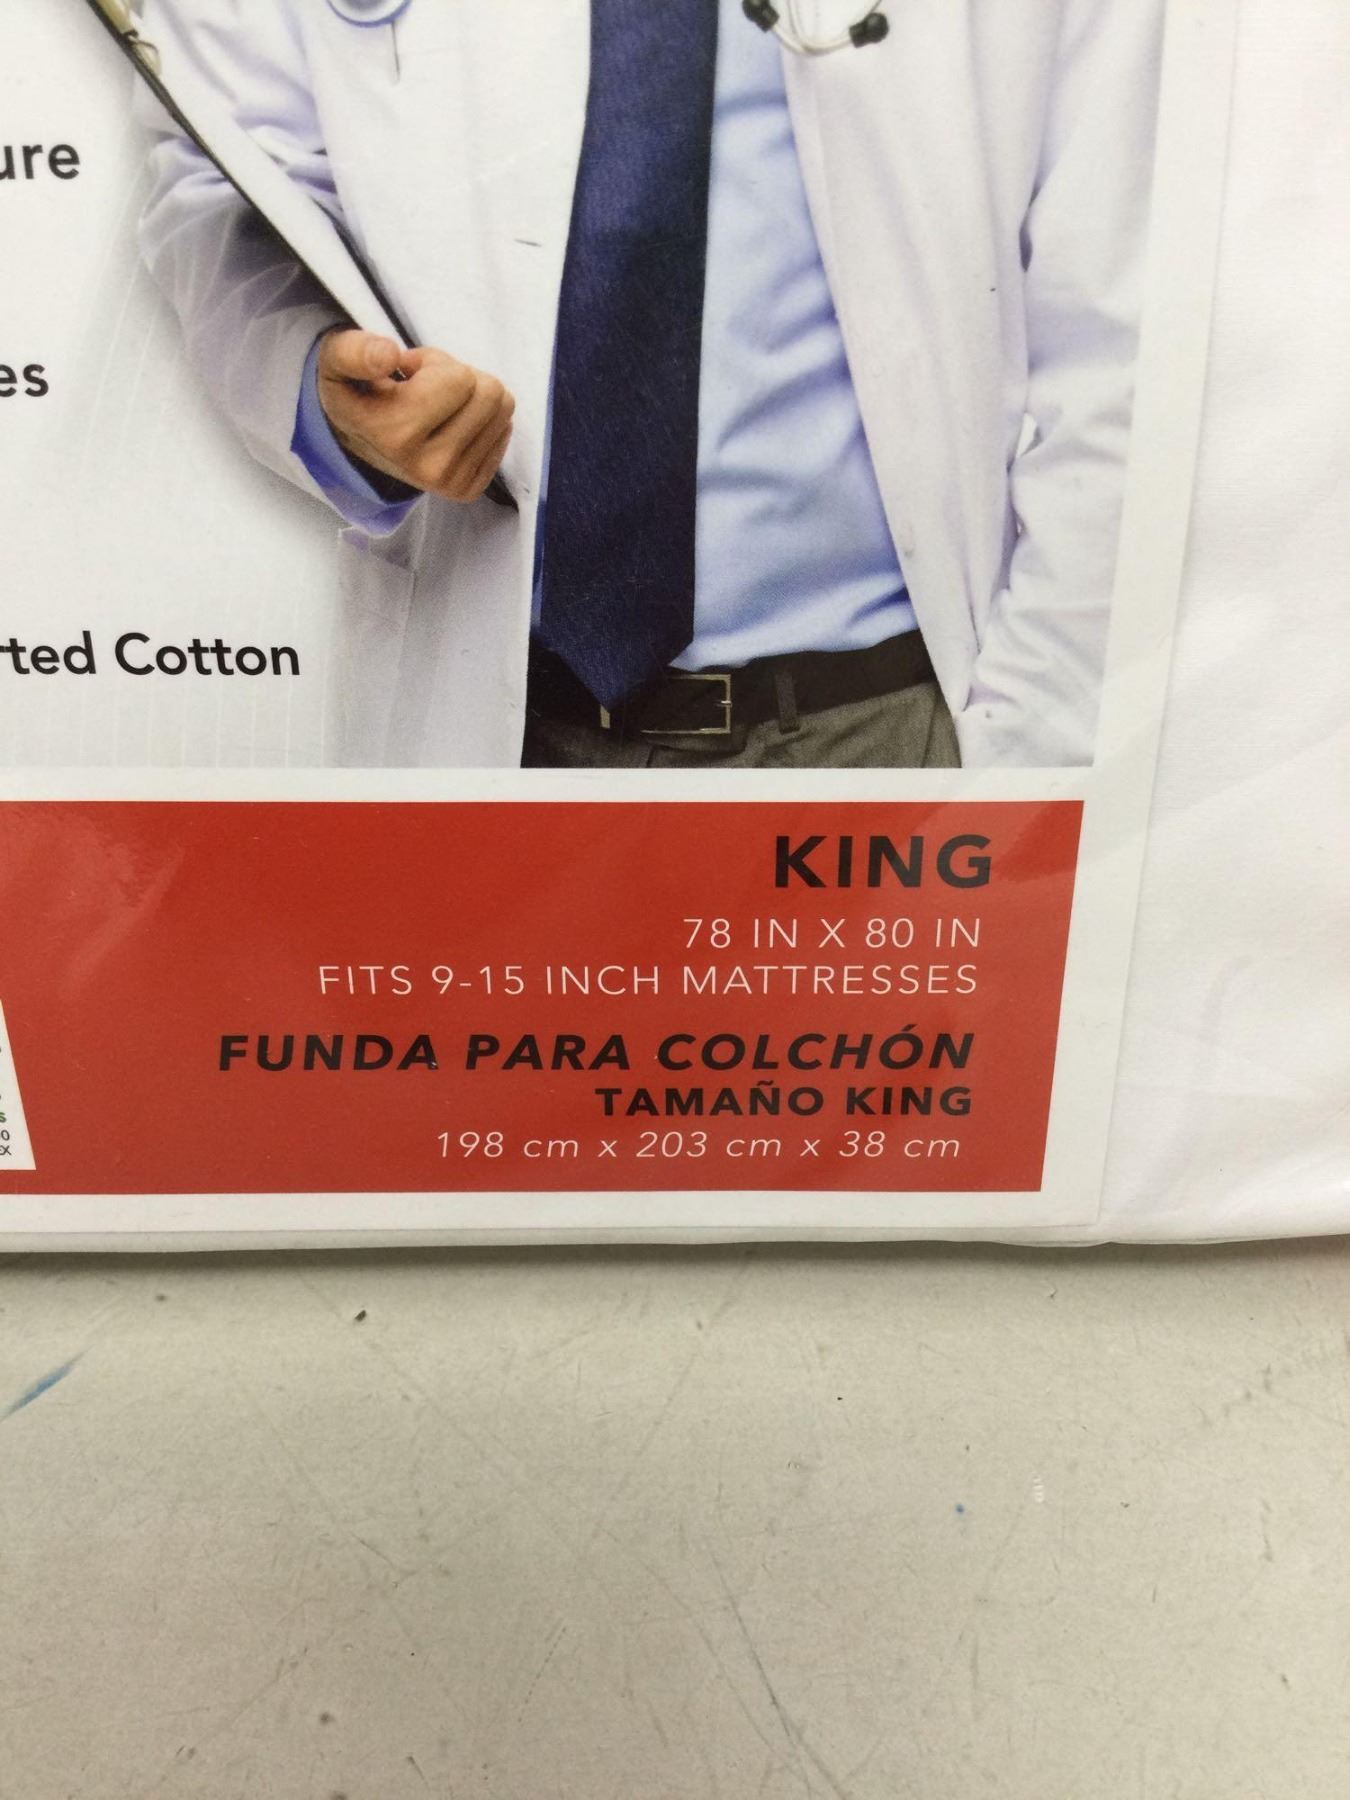 ure
es
rted Cotton
KING
78 IN X 80 IN
FITS 9-15 INCH MATTRESSES
FUNDA PARA COLCHÓN
TAMAÑO KING
198 cm x 203 cm x 38 cm